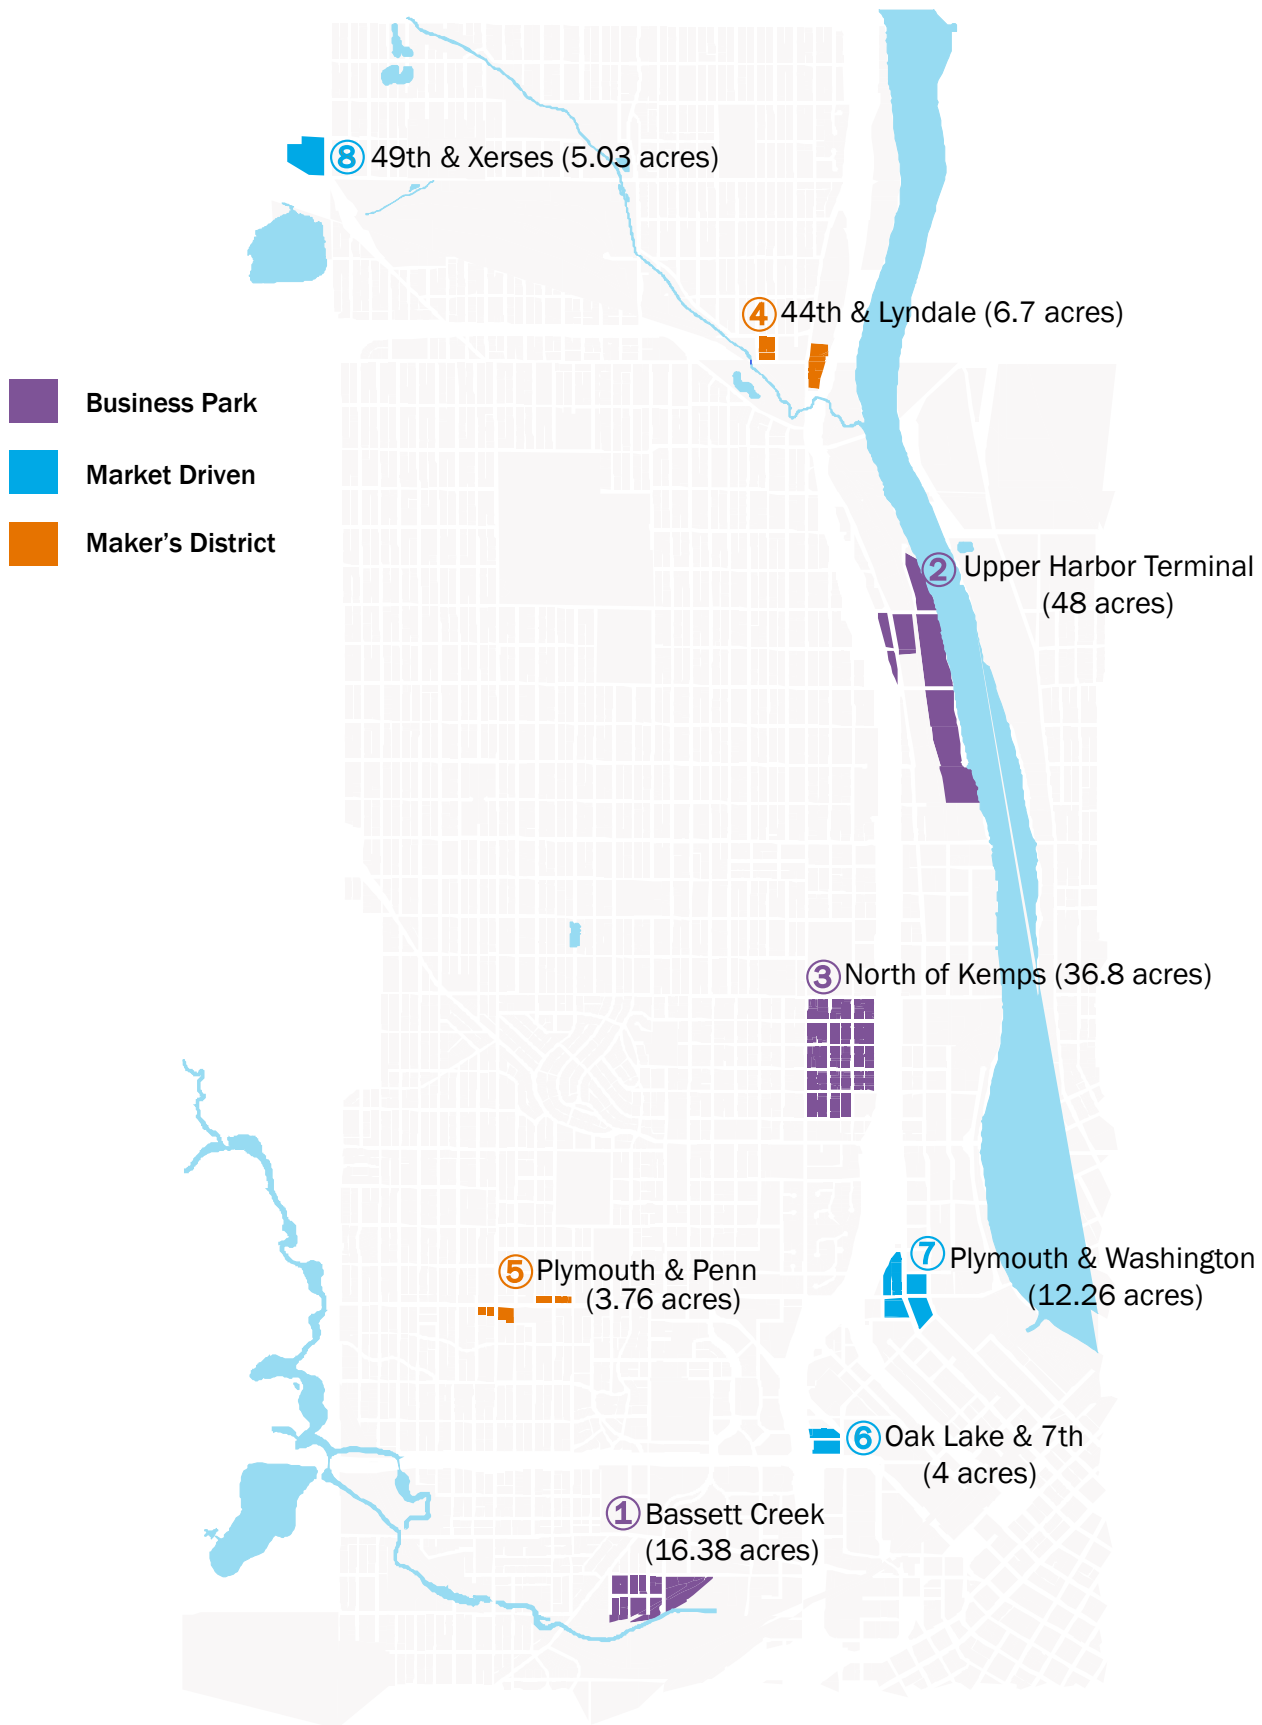 8 49th & Xerses (5.03 acres)
4 44th & Lyndale (6.7 acres)
Business Park
Market Driven
Maker's District
2 Upper Harbor Terminal
(48 acres)
3 North of Kemps (36.8 acres)
7 Plymouth & Washington
(12.26 acres)
5 Plymouth & Penn
(3.76 acres)
6 Oak Lake & 7th
(4 acres)
1 Bassett Creek
(16.38 acres)